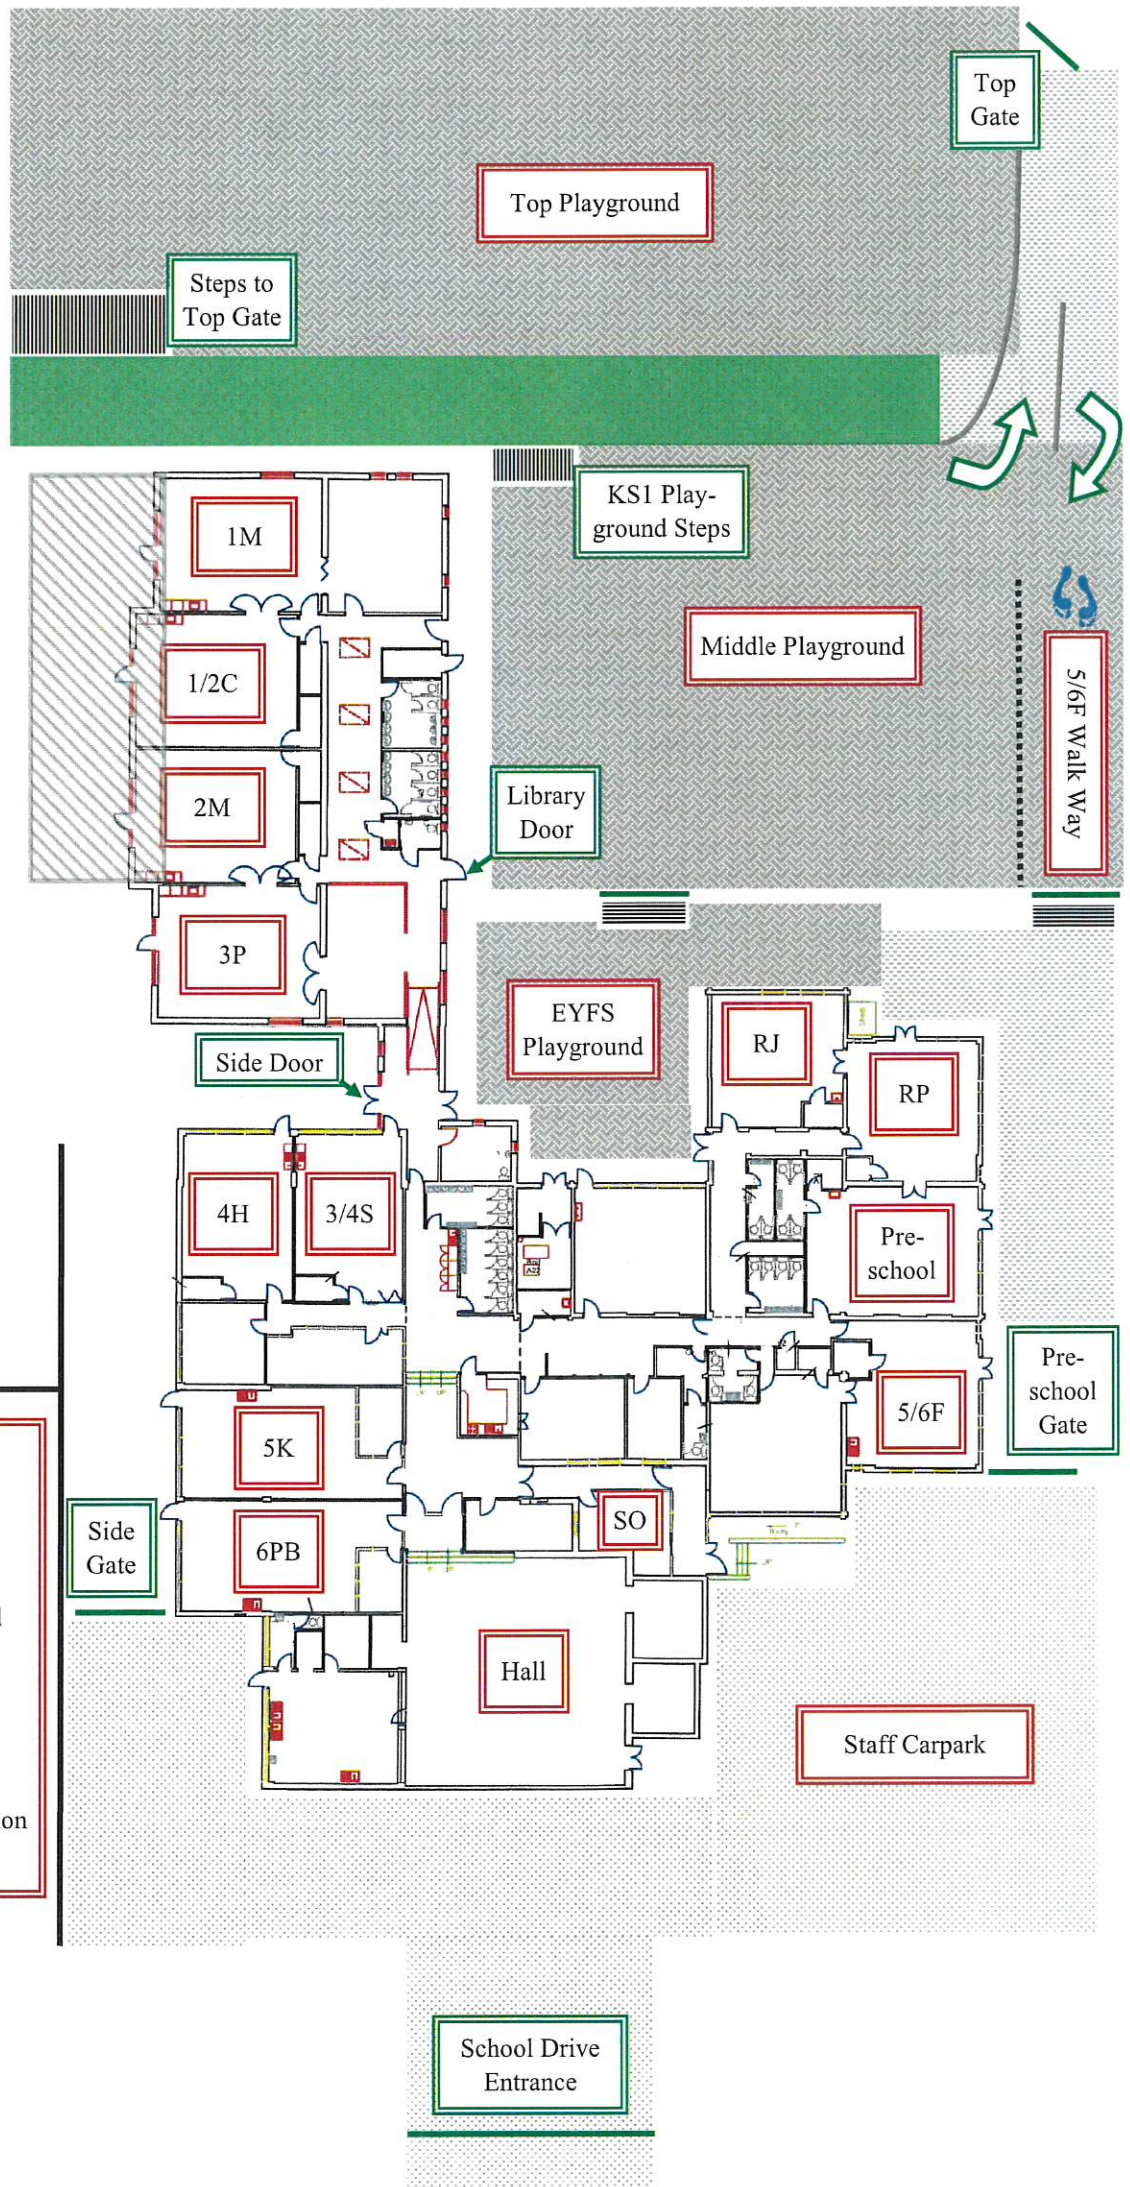 Top
Gate
Top Playground
Steps to
Top Gate
KS1 Play-
ground Steps
1M
Middle Playground
5/6F Walk Way
1/2C
2M
Library
Door
3P
EYFS
Playground
RJ
Side Door
RP
4H
3/4S
Pre-
school
Pre-
school
Gate
5/6F
5K
SO
Side
Gate
6PB
Hall
Staff Carpark
on
School Drive
Entrance